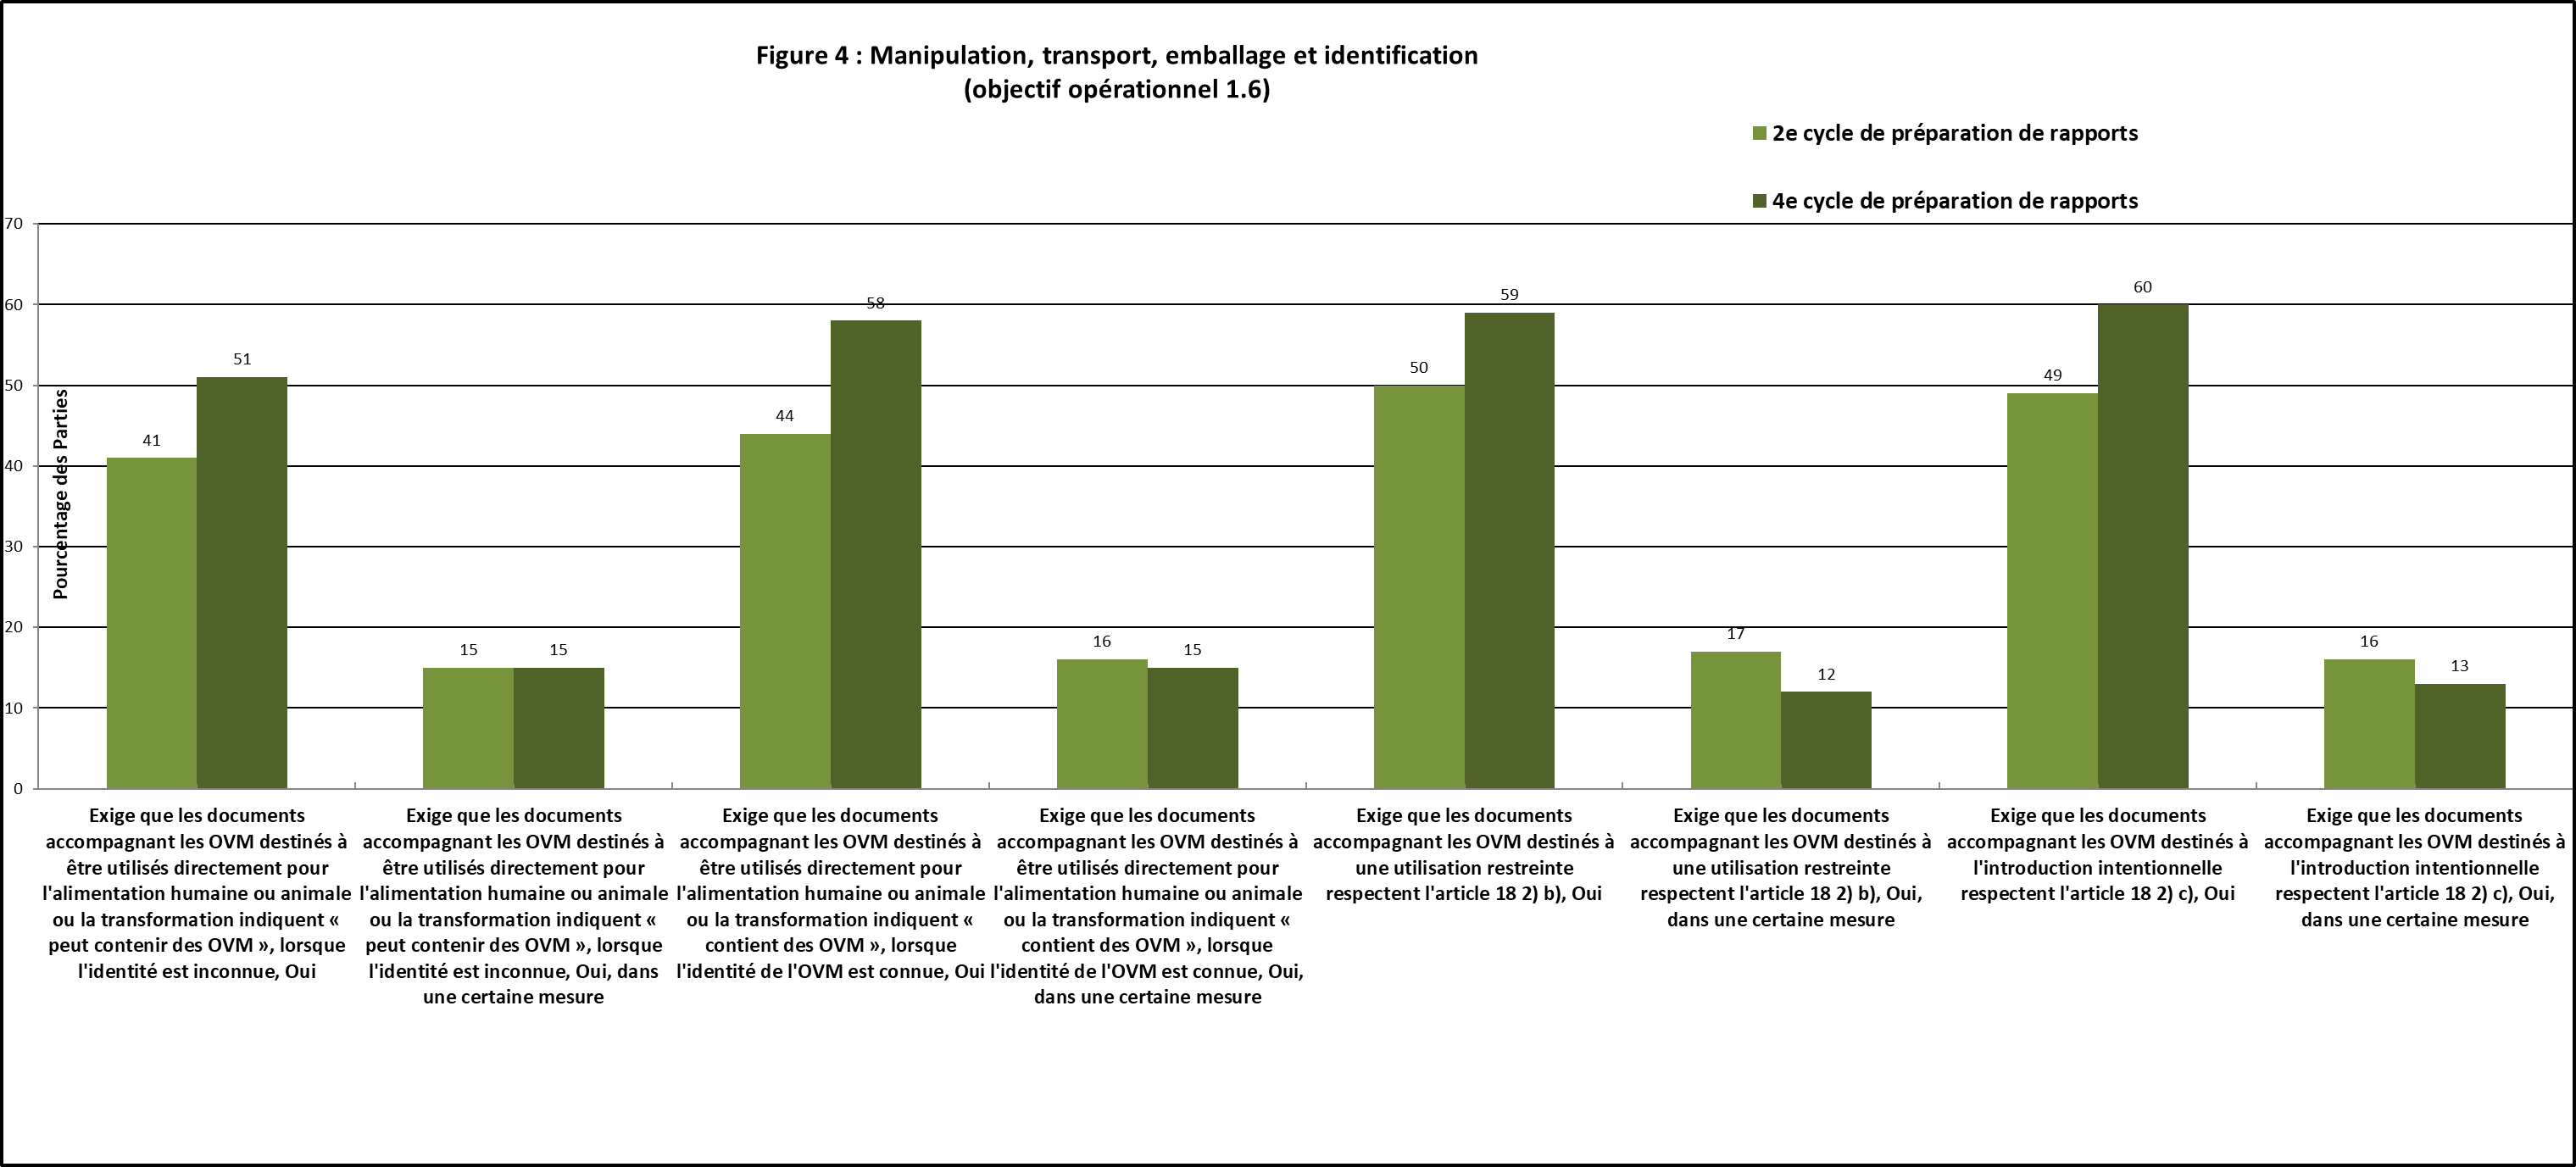 Figure 4 : Manipulation, transport, emballage et identification
(objectif opérationnel 1.6)
2e cycle de préparation de rapports
4e cycle de préparation de rapports
70
60
50
40
30
20
10
0
Pourcentage des Parties
41
51
15
15
44
58
16
15
50
59
17
12
49
60
16
13
Exige que les documents
accompagnant les OVM destinés à
être utilisés directement pour
l'alimentation humaine ou animale
ou la transformation indiquent «
peut contenir des OVM », lorsque
l'identité est inconnue, Oui
Exige que les documents
accompagnant les OVM destinés à
être utilisés directement pour
l'alimentation humaine ou animale
ou la transformation indiquent «
peut contenir des OVM », lorsque
l'identité est inconnue, Oui, dans
une certaine mesure
Exige que les documents
accompagnant les OVM destinés à
être utilisés directement pour
l'alimentation humaine ou animale
ou la transformation indiquent «
contient des OVM », lorsque
l'identité de l'OVM est connue, Oui
Exige que les documents
accompagnant les OVM destinés à
être utilisés directement pour
l'alimentation humaine ou animale
ou la transformation indiquent «
contient des OVM », lorsque
l'identité de l'OVM est connue, Oui,
dans une certaine mesure
Exige que les documents
accompagnant les OVM destinés à
une utilisation restreinte
respectent l'article 18 2) b), Oui
Exige que les documents
accompagnant les OVM destinés à
une utilisation restreinte
respectent l'article 18 2) b), Oui,
dans une certaine mesure
Exige que les documents
accompagnant les OVM destinés à
l'introduction intentionnelle
respectent l'article 18 2) c), Oui
Exige que les documents
accompagnant les OVM destinés à
l'introduction intentionnelle
respectent l'article 18 2) c), Oui,
dans une certaine mesure